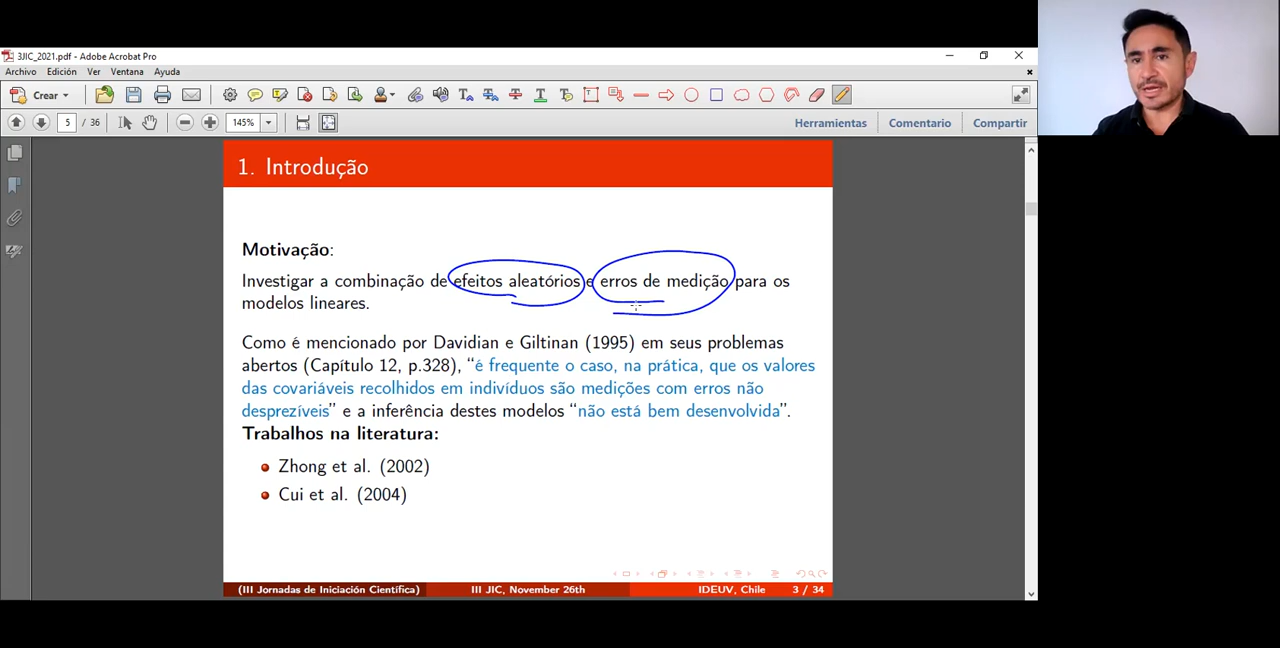 3JIC_2021.pdf - Adobe Acrobat Pro
Archivo Edición Ver Ventana Ayuda
Crear
5 / 36 145% Herramientas Comentario Compartir
1. Introdução
Motivação:
Investigar a combinação de efeitos aleatórios e erros de medição para os
modelos lineares.
Como é mencionado por Davidian e Giltinan (1995) em seus problemas
abertos (Capítulo 12, p.328), “é frequente o caso, na prática, que os valores
das covariáveis recolhidos em indivíduos são medições com erros não
desprezíveis” e a inferência destes modelos “não está bem desenvolvida”.
Trabalhos na literatura:
Zhong et al. (2002)
Cui et al. (2004)
(III Jornadas de Iniciación Científica) III JIC, November 26th IDEUV, Chile 3 / 34